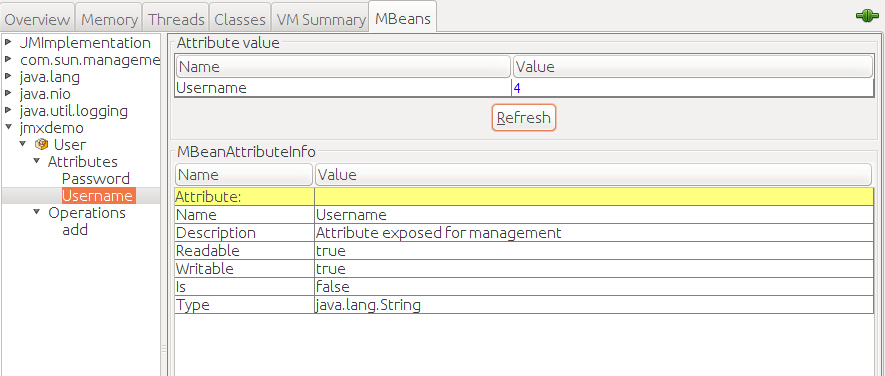 Overview Memory Threads Classes VM Summary MBeans
JMImplementation
com.sun.manageme
java.lang
java.nio
java.util.logging
jmxdemo
User
Attributes
Password
Username
Operations
add
Attribute value
Name Value
Username 4
Refresh
MBeanAttributeInfo
Name Value
Attribute:
Name Username
Description Attribute exposed for management
Readable true
Writable true
Is false
Type java.lang.String